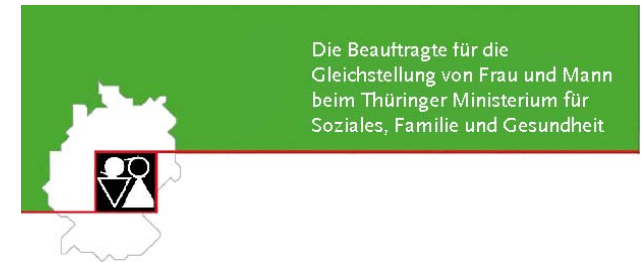 Die Beauftragte für die
Gleichstellung von Frau und Mann
beim Thüringer Ministerium für
Soziales, Familie und Gesundheit